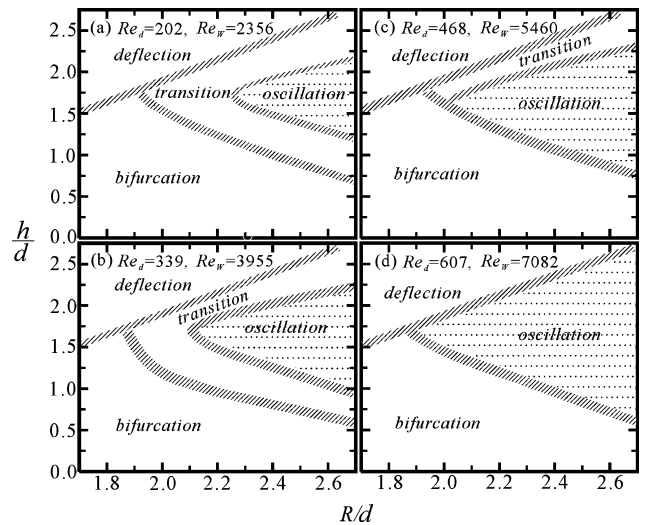 (a) Re_d=202, Re_W=2356
deflection
transition
oscillation
bifurcation
2.5
2.0
1.5
1.0
0.5
0.0
(c) Re_d=468, Re_W=5460
deflection
transition
oscillation
bifurcation
h/d
(b) Re_d=339, Re_W=3955
deflection
transition
oscillation
bifurcation
2.5
2.0
1.5
1.0
0.5
0.0
(d) Re_d=607, Re_W=7082
deflection
oscillation
bifurcation
1.8 2.0 2.2 2.4 2.6
1.8 2.0 2.2 2.4 2.6
R/d